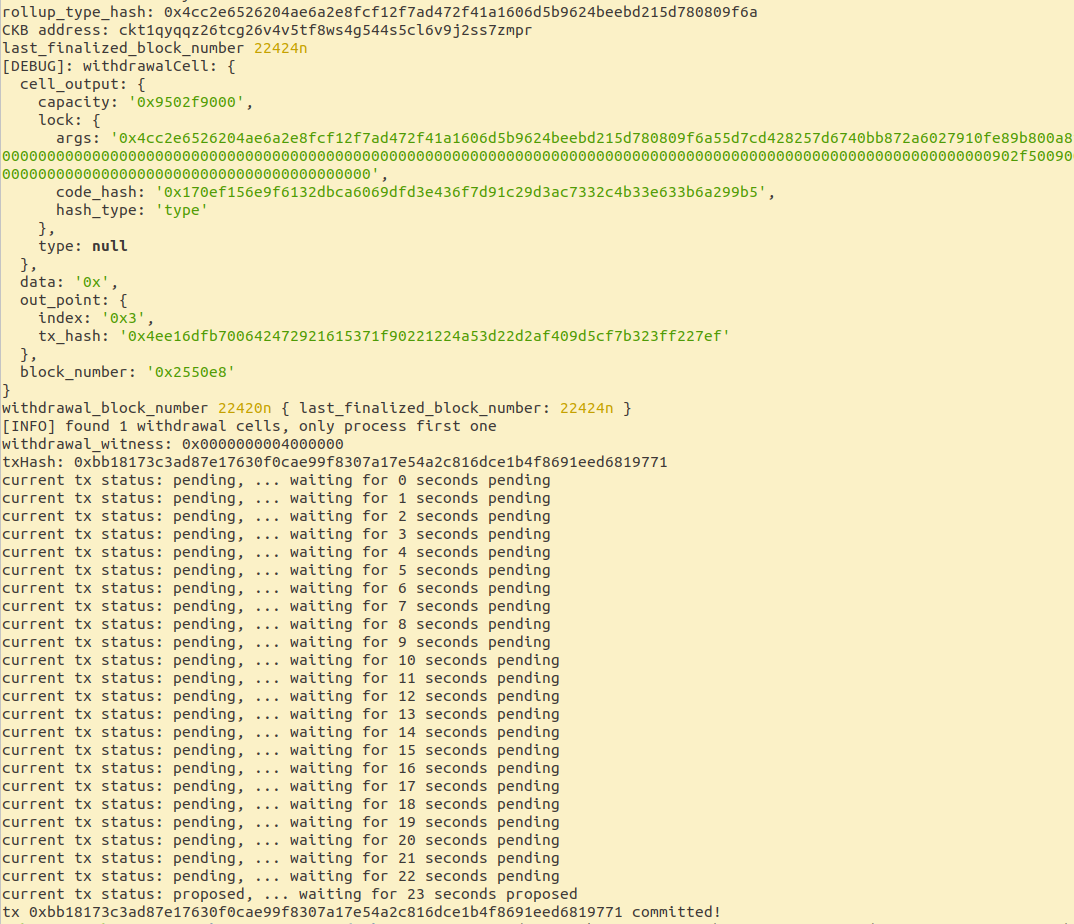 rollup_type_hash: 0x4cc2e6526204ae6a2e8fcf12f7ad472f41a1606d5b9624beebd215d780809f6a
CKB address: ckt1qyqqz26tcg26v4v5tf8ws4g544s5cl6v9j2ss7zmpr
last_finalized_block_number 22424n
[DEBUG]: withdrawalCell: {
  cell_output: {
    capacity: '0x9502f9000',
    lock: {
      args: '0x4cc2e6526204ae6a2e8fcf12f7ad472f41a1606d5b9624beebd215d780809f6a55d7cd428257d6740bb872a6027910fe89b800a8
00000000000000000000000000000000000000000000000000000000000000000000000000000000000000000000000000000000000000902f50090
00000000000000000000000000000000000000000',
      code_hash: '0x170ef156e9f6132dbca6069dfd3e436f7d91c29d3ac7332c4b33e633b6a299b5',
      hash_type: 'type'
    },
    type: null
  },
  data: '0x',
  out_point: {
    index: '0x3',
    tx_hash: '0x4ee16dfb700642472921615371f90221224a53d22d2af409d5cf7b323ff227ef'
  },
  block_number: '0x2550e8'
}
withdrawal_block_number 22420n { last_finalized_block_number: 22424n }
[INFO] found 1 withdrawal cells, only process first one
withdrawal_witness: 0x0000000004000000
txHash: 0xbb18173c3ad87e17630f0cae99f8307a17e54a2c816dce1b4f8691eed6819771
current tx status: pending, ... waiting for 0 seconds pending
current tx status: pending, ... waiting for 1 seconds pending
current tx status: pending, ... waiting for 2 seconds pending
current tx status: pending, ... waiting for 3 seconds pending
current tx status: pending, ... waiting for 4 seconds pending
current tx status: pending, ... waiting for 5 seconds pending
current tx status: pending, ... waiting for 6 seconds pending
current tx status: pending, ... waiting for 7 seconds pending
current tx status: pending, ... waiting for 8 seconds pending
current tx status: pending, ... waiting for 9 seconds pending
current tx status: pending, ... waiting for 10 seconds pending
current tx status: pending, ... waiting for 11 seconds pending
current tx status: pending, ... waiting for 12 seconds pending
current tx status: pending, ... waiting for 13 seconds pending
current tx status: pending, ... waiting for 14 seconds pending
current tx status: pending, ... waiting for 15 seconds pending
current tx status: pending, ... waiting for 16 seconds pending
current tx status: pending, ... waiting for 17 seconds pending
current tx status: pending, ... waiting for 18 seconds pending
current tx status: pending, ... waiting for 19 seconds pending
current tx status: pending, ... waiting for 20 seconds pending
current tx status: pending, ... waiting for 21 seconds pending
current tx status: pending, ... waiting for 22 seconds pending
current tx status: proposed, ... waiting for 23 seconds proposed
tx 0xbb18173c3ad87e17630f0cae99f8307a17e54a2c816dce1b4f8691eed6819771 committed!